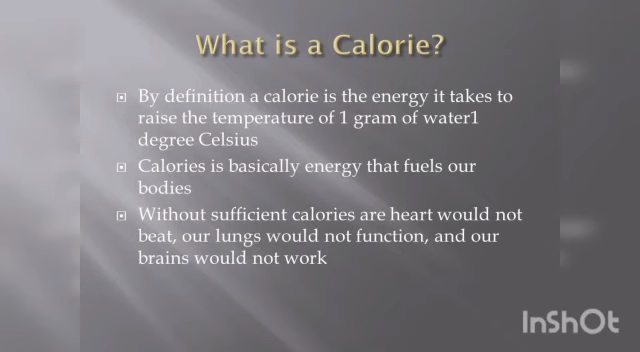 What is a Calorie?
By definition a calorie is the energy it takes to
raise the temperature of 1 gram of water1
degree Celsius
Calories is basically energy that fuels our
bodies
Without sufficient calories are heart would not
beat, our lungs would not function, and our
brains would not work
InShOt